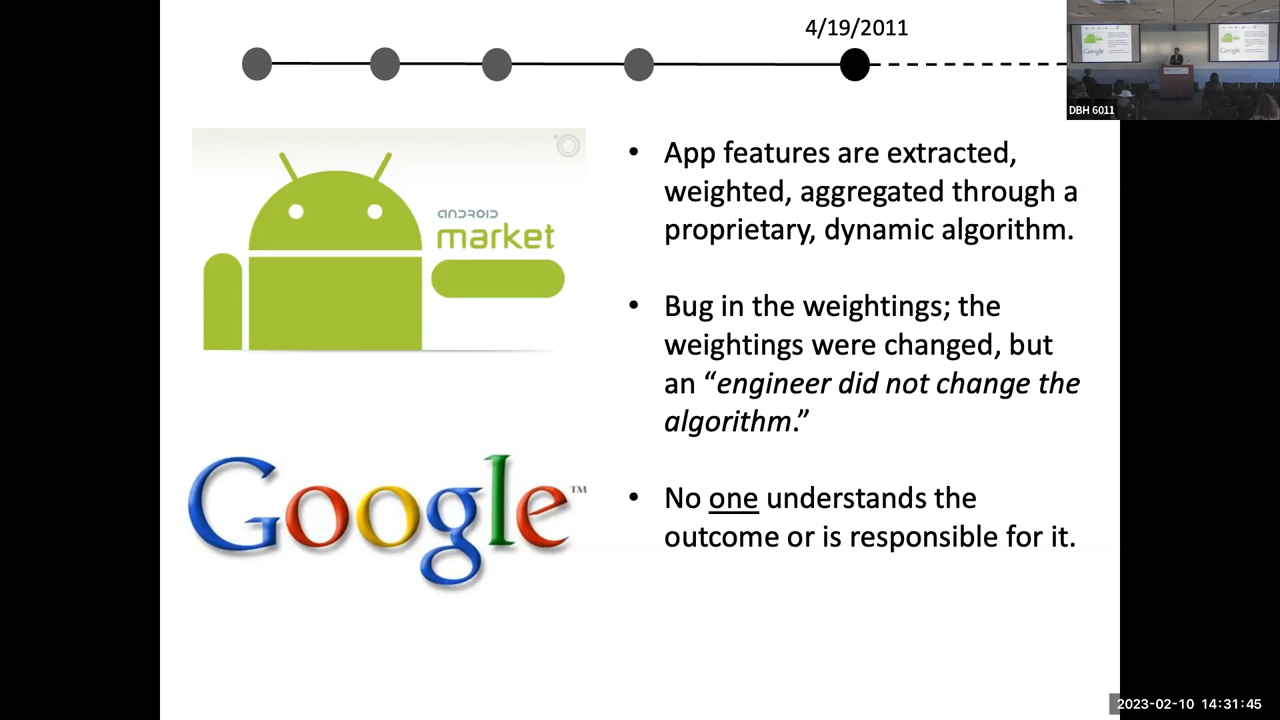 4/19/2011
DBH 6011
android
market
• App features are extracted,
weighted, aggregated through a
proprietary, dynamic algorithm.
• Bug in the weightings; the
weightings were changed, but
an “engineer did not change the
algorithm.”
Google™
• No one understands the
outcome or is responsible for it.
2023-02-10 14:31:45